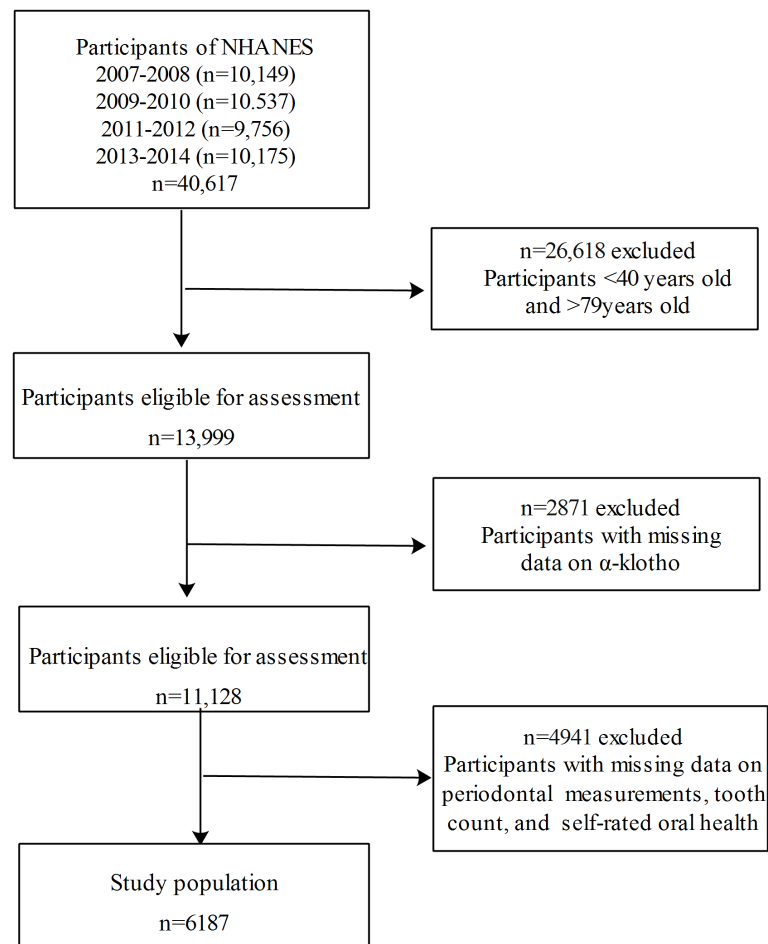 Participants of NHANES
2007-2008 (n=10,149)
2009-2010 (n=10.537)
2011-2012 (n=9,756)
2013-2014 (n=10,175)
n=40,617
n=26,618 excluded
Participants <40 years old
and >79years old
Participants eligible for assessment
n=13,999
n=2871 excluded
Participants with missing
data on α-klotho
Participants eligible for assessment
n=11,128
n=4941 excluded
Participants with missing data on
periodontal measurements, tooth
count, and self-rated oral health
Study population
n=6187